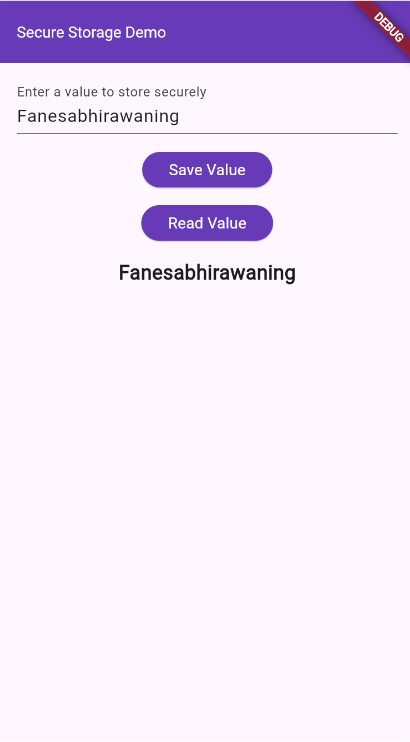 Secure Storage Demo
DEBUG
Enter a value to store securely
Fanesabhirawaning
Save Value
Read Value
Fanesabhirawaning